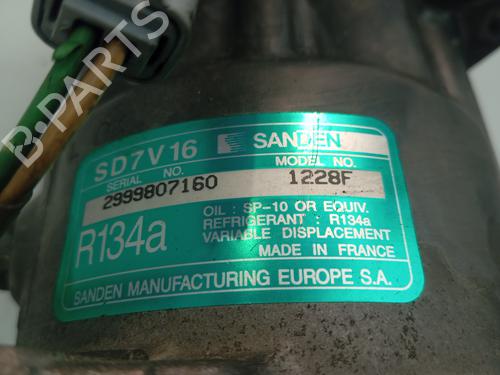 B-PARTS
SD7V16 SANDEN
SERIAL NO. MODEL NO.
2999807160 1228F
OIL : SP-10 OR EQUIV.
REFRIGERANT : R134a
R134a VARIABLE DISPLACEMENT
MADE IN FRANCE
SANDEN MANUFACTURING EUROPE S.A.